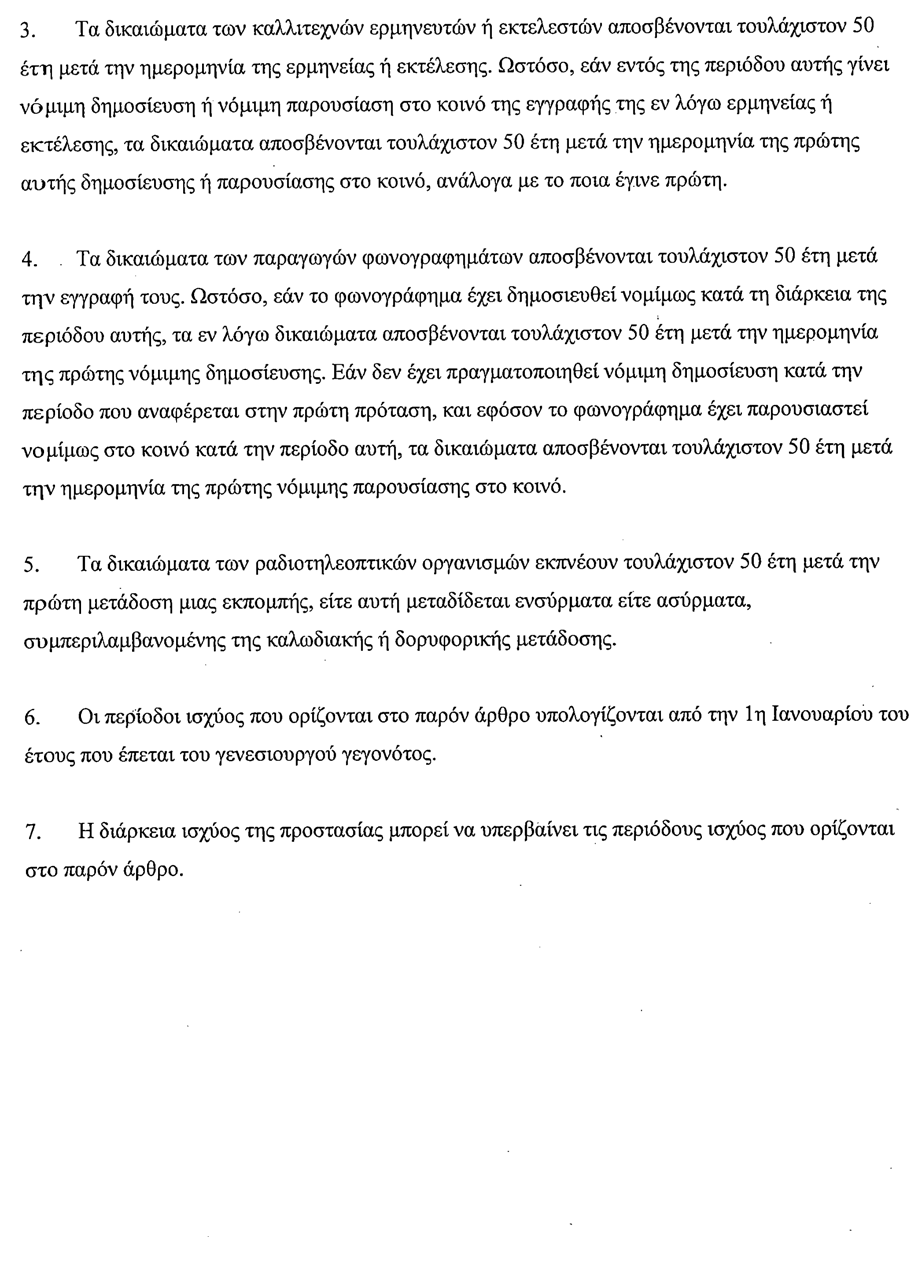 3. Τα δικαιώματα των καλλιτεχνών ερμηνευτών ή εκτελεστών αποσβένονται τουλάχιστον 50
έτη μετά την ημερομηνία της ερμηνείας ή εκτέλεσης. Ωστόσο, εάν εντός της περιόδου αυτής γίνει
νόμιμη δημοσίευση ή νόμιμη παρουσίαση στο κοινό της εγγραφής της εν λόγω ερμηνείας ή
εκτέλεσης, τα δικαιώματα αποσβένονται τουλάχιστον 50 έτη μετά την ημερομηνία της πρώτης
αυτής δημοσίευσης ή παρουσίασης στο κοινό, ανάλογα με το ποια έγινε πρώτη.
4. Τα δικαιώματα των παραγωγών φωνογραφημάτων αποσβένονται τουλάχιστον 50 έτη μετά
την εγγραφή τους. Ωστόσο, εάν το φωνογράφημα έχει δημοσιευθεί νομίμως κατά τη διάρκεια της
περιόδου αυτής, τα εν λόγω δικαιώματα αποσβένονται τουλάχιστον 50 έτη μετά την ημερομηνία
της πρώτης νόμιμης δημοσίευσης. Εάν δεν έχει πραγματοποιηθεί νόμιμη δημοσίευση κατά την
περίοδο που αναφέρεται στην πρώτη πρόταση, και εφόσον το φωνογράφημα έχει παρουσιαστεί
νομίμως στο κοινό κατά την περίοδο αυτή, τα δικαιώματα αποσβένονται τουλάχιστον 50 έτη μετά
την ημερομηνία της πρώτης νόμιμης παρουσίασης στο κοινό.
5. Τα δικαιώματα των ραδιοτηλεοπτικών οργανισμών εκπνέουν τουλάχιστον 50 έτη μετά την
πρώτη μετάδοση μιας εκπομπής, είτε αυτή μεταδίδεται ενσύρματα είτε ασύρματα,
συμπεριλαμβανομένης της καλωδιακής ή δορυφορικής μετάδοσης.
6. Οι περίοδοι ισχύος που ορίζονται στο παρόν άρθρο υπολογίζονται από την 1η Ιανουαρίου του
έτους που έπεται του γενεσιουργού γεγονότος.
7. Η διάρκεια ισχύος της προστασίας μπορεί να υπερβαίνει τις περιόδους ισχύος που ορίζονται
στο παρόν άρθρο.